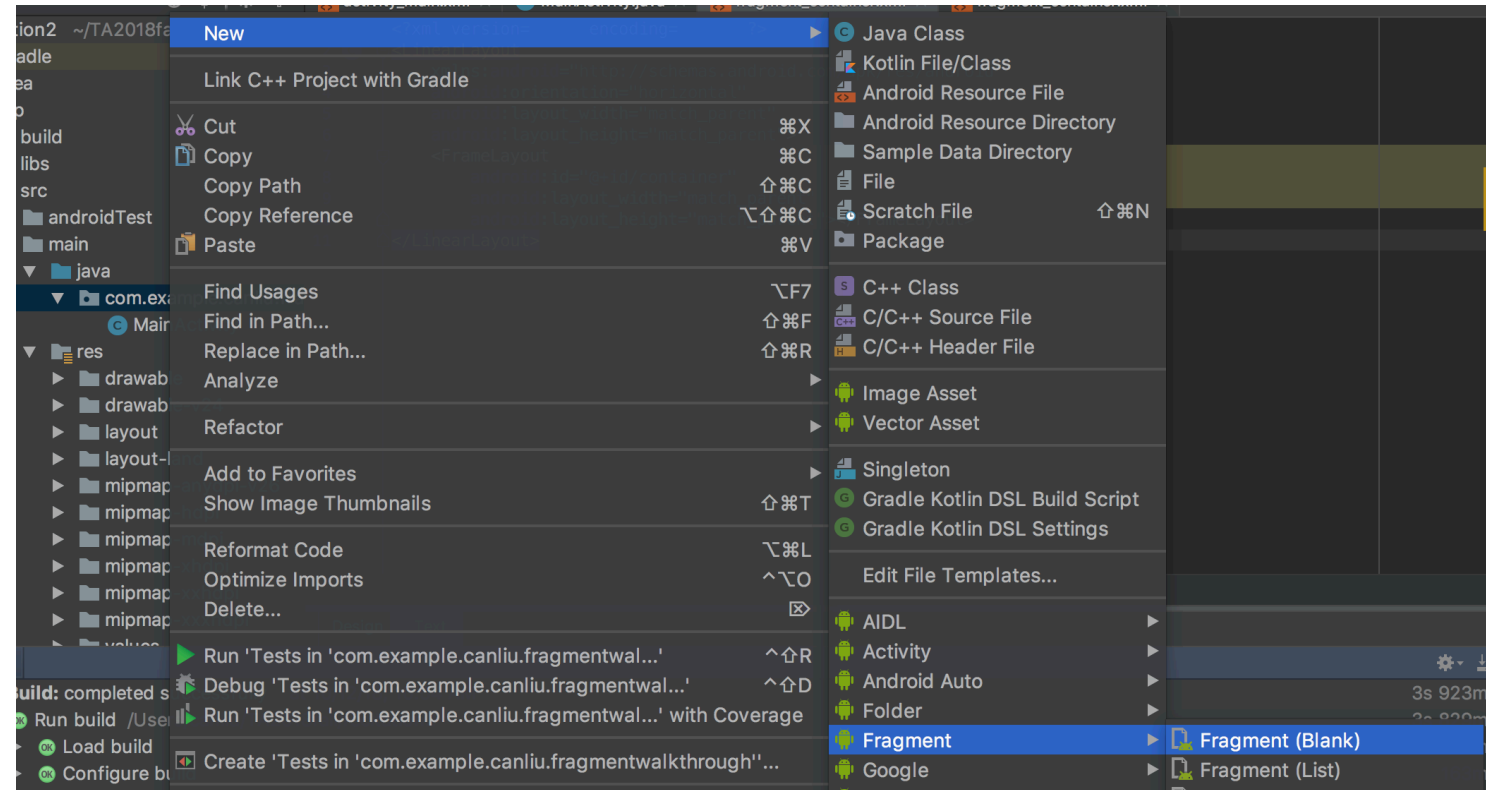 tion2 ~/TA2018fa
adle
ea
p
build
libs
src
androidTest
main
java
com.exa
Main
res
drawab
drawab
layout
layout-l
mipmap
mipmap
mipmap
mipmap
mipmap
mipmap
values
New
Link C++ Project with Gradle
Cut ⌘X
Copy ⌘C
Copy Path ⇧⌘C
Copy Reference ⌥⇧⌘C
Paste ⌘V
Find Usages ⌥F7
Find in Path... ⇧⌘F
Replace in Path... ⇧⌘R
Analyze
Refactor
Add to Favorites
Show Image Thumbnails ⇧⌘T
Reformat Code ⌥⌘L
Optimize Imports ^⌥O
Delete... ⌦
Run 'Tests in 'com.example.canliu.fragmentwal...' ^⇧R
Debug 'Tests in 'com.example.canliu.fragmentwal...' ^⇧D
Run 'Tests in 'com.example.canliu.fragmentwal...' with Coverage
Create 'Tests in 'com.example.canliu.fragmentwalkthrough''...
Java Class
Kotlin File/Class
Android Resource File
Android Resource Directory
Sample Data Directory
File
Scratch File ⇧⌘N
Package
C++ Class
C/C++ Source File
C/C++ Header File
Image Asset
Vector Asset
Singleton
Gradle Kotlin DSL Build Script
Gradle Kotlin DSL Settings
Edit File Templates...
AIDL
Activity
Android Auto
Folder
Fragment
Google
Fragment (Blank)
Fragment (List)
Build: completed s
Run build /User
Load build
Configure bu
3s 923m